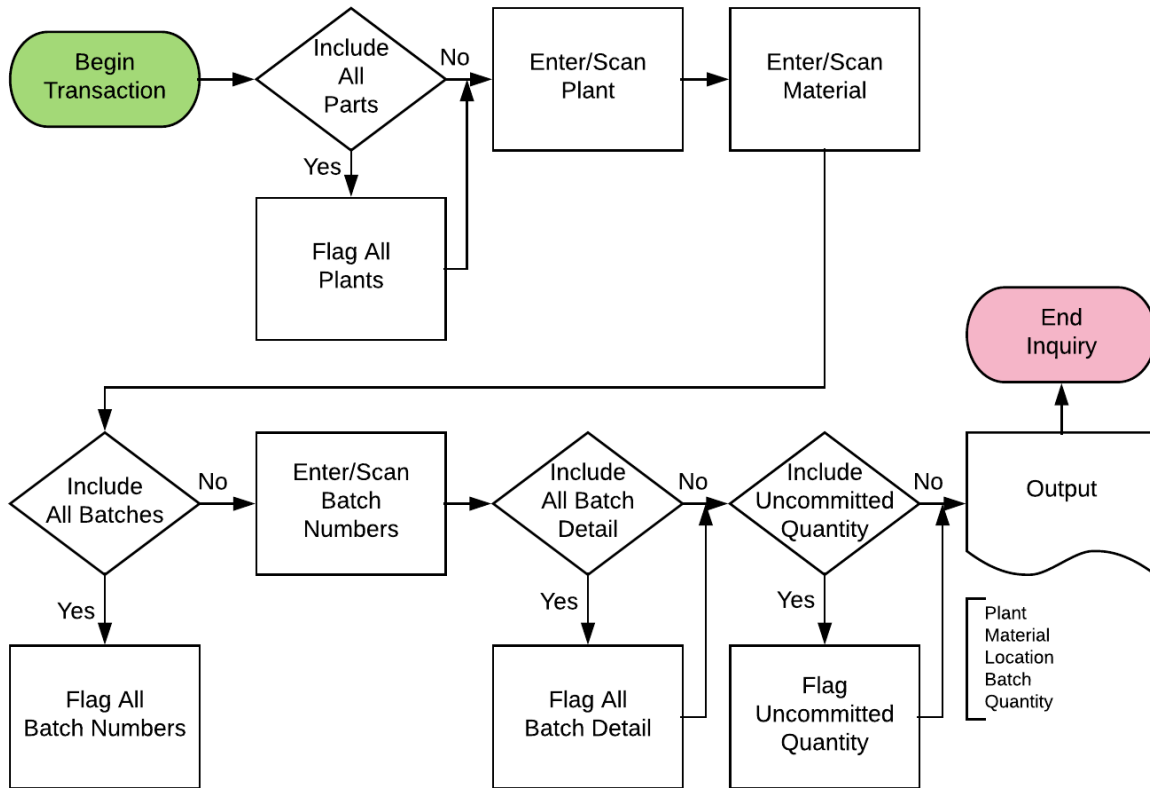 Begin
Transaction
Include
All
Parts
No
Yes
Enter/Scan
Plant
Enter/Scan
Material
Flag All
Plants
End
Inquiry
Include
All Batches
No
Yes
Enter/Scan
Batch
Numbers
Include
All Batch
Detail
No
Yes
Include
Uncommitted
Quantity
No
Yes
Output
Plant
Material
Location
Batch
Quantity
Flag All
Batch Numbers
Flag All
Batch Detail
Flag
Uncommitted
Quantity